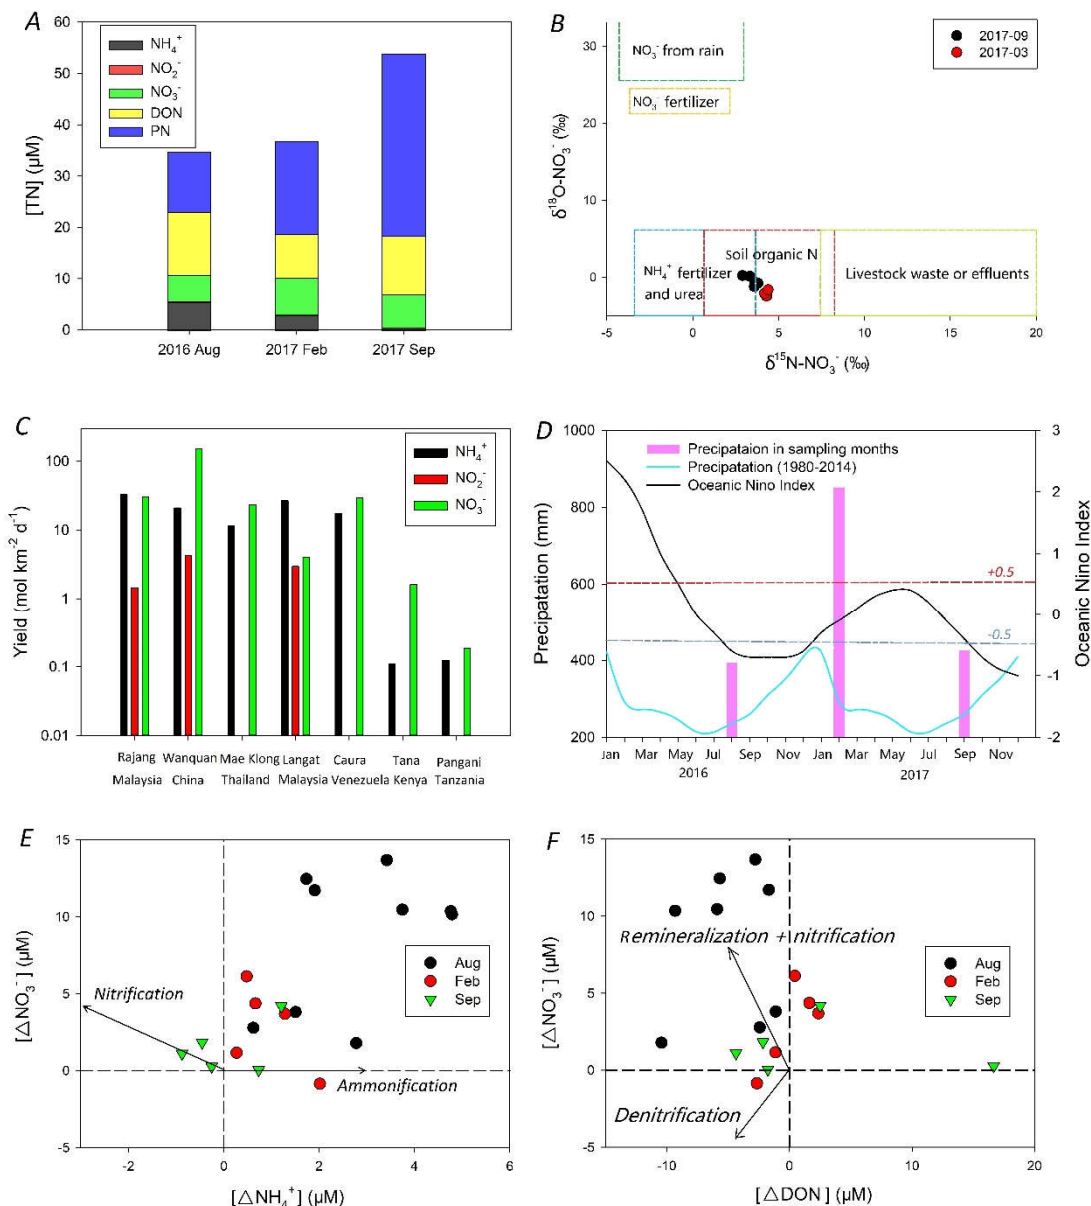 A
60
50
40
30
20
10
0
[TN] (μM)
NH₄⁺
NO₂⁻
NO₃⁻
DON
PN
2016 Aug
2017 Feb
2017 Sep
B
30
20
10
0
δ¹⁸O-NO₃⁻ (‰)
NO₃⁻ from rain
NO₃⁻ fertilizer
2017-09
2017-03
Soil organic N
NH₄⁺ fertilizer
and urea
Livestock waste or effluents
-5
0
5
10
15
20
δ¹⁵N-NO₃⁻ (‰)
C
100
10
1
0.1
0.01
Yield (mol km⁻² d⁻¹)
NH₄⁺
NO₂⁻
NO₃⁻
Rajang Wanquan Mae Klong Langat Caura Tana Pangani
Malaysia China Thailand Malaysia Venezuela Kenya Tanzania
D
1000
800
600
400
200
Precipatation (mm)
Precipataion in sampling months
Precipatation (1980-2014)
Oceanic Nino Index
+0.5
-0.5
3
2
1
0
-1
-2
Oceanic Nino Index
Jan Mar May Jul Sep Nov Jan Mar May Jul Sep Nov
2016 2017
E
15
10
5
0
-5
[△NO₃⁻] (μM)
Aug
Feb
Sep
Nitrification
Ammonification
-2
0
2
4
6
[△NH₄⁺] (μM)
F
15
10
5
0
-5
[△NO₃⁻] (μM)
Remineralization + nitrification
Aug
Feb
Sep
Denitrification
-10
0
10
20
[△DON] (μM)